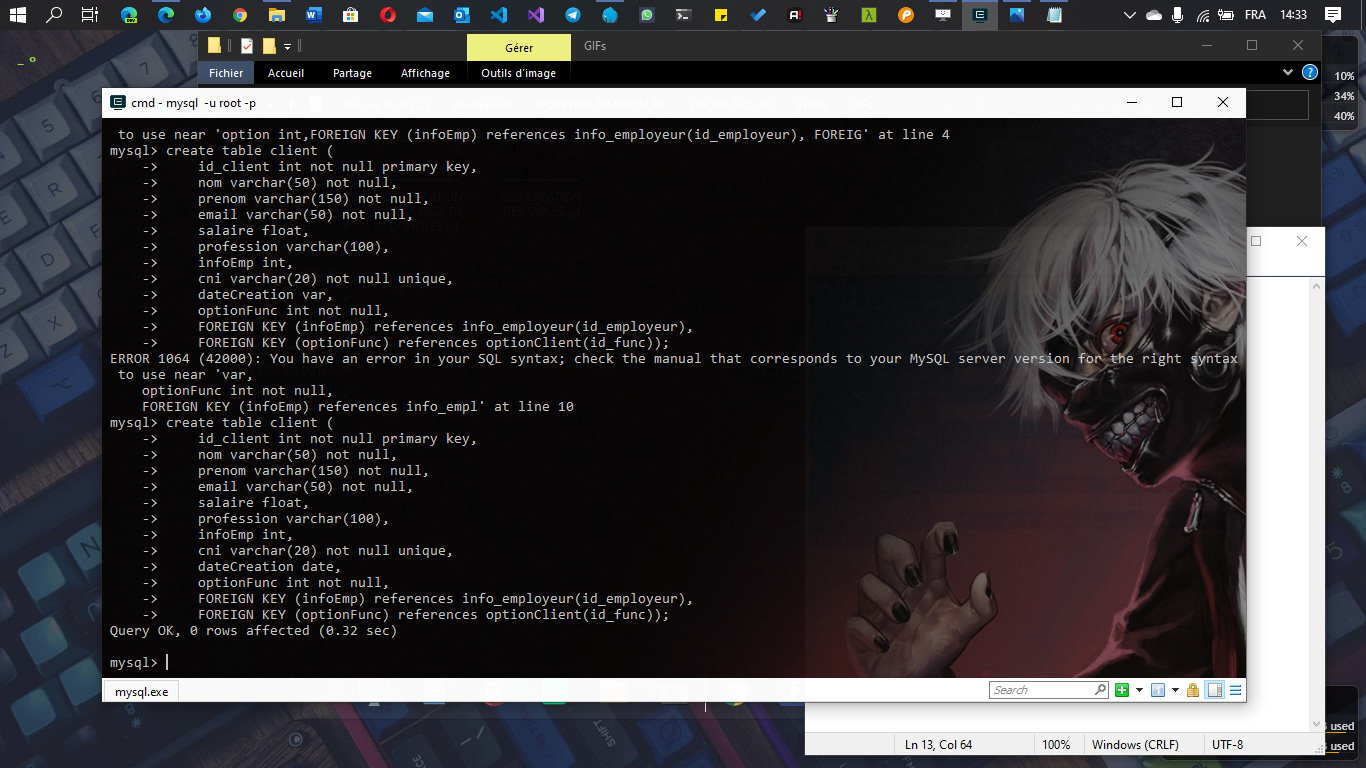 DEV
FRA 14:33
Gérer GIFs
Fichier Accueil Partage Affichage Outils d'image
10%
34%
40%
cmd - mysql -u root -p
to use near 'option int,FOREIGN KEY (infoEmp) references info_employeur(id_employeur), FOREIG' at line 4
mysql> create table client (
-> id_client int not null primary key,
-> nom varchar(50) not null,
-> prenom varchar(150) not null,
-> email varchar(50) not null,
-> salaire float,
-> profession varchar(100),
-> infoEmp int,
-> cni varchar(20) not null unique,
-> dateCreation var,
-> optionFunc int not null,
-> FOREIGN KEY (infoEmp) references info_employeur(id_employeur),
-> FOREIGN KEY (optionFunc) references optionClient(id_func));
ERROR 1064 (42000): You have an error in your SQL syntax; check the manual that corresponds to your MySQL server version for the right syntax
to use near 'var,
optionFunc int not null,
FOREIGN KEY (infoEmp) references info_empl' at line 10
mysql> create table client (
-> id_client int not null primary key,
-> nom varchar(50) not null,
-> prenom varchar(150) not null,
-> email varchar(50) not null,
-> salaire float,
-> profession varchar(100),
-> infoEmp int,
-> cni varchar(20) not null unique,
-> dateCreation date,
-> optionFunc int not null,
-> FOREIGN KEY (infoEmp) references info_employeur(id_employeur),
-> FOREIGN KEY (optionFunc) references optionClient(id_func));
Query OK, 0 rows affected (0.32 sec)
mysql>
mysql.exe
Search
used
used
Ln 13, Col 64 100% Windows (CRLF) UTF-8